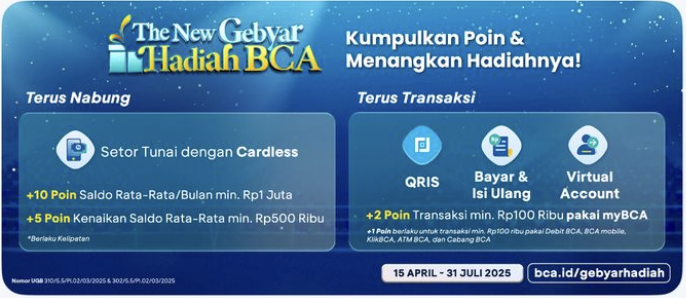 The New Gebyar
Hadiah BCA
Kumpulkan Poin &
Menangkan Hadiahnya!
Terus Nabung
Setor Tunai dengan Cardless
+10 Poin Saldo Rata-Rata/Bulan min. Rp1 Juta
+5 Poin Kenaikan Saldo Rata-Rata min. Rp500 Ribu
*Berlaku Kelipatan
Terus Transaksi
QRIS
Bayar &
Isi Ulang
Virtual
Account
+2 Poin Transaksi min. Rp100 Ribu pakai myBCA
+1 Poin berlaku untuk transaksi min. Rp100 ribu pakai Debit BCA, BCA mobile,
KlikBCA, ATM BCA, dan Cabang BCA
Nomor UGB 310/5.5/PI.02/03/2025 & 302/5.5/PI.02/03/2025
15 APRIL - 31 JULI 2025
bca.id/gebyarhadiah